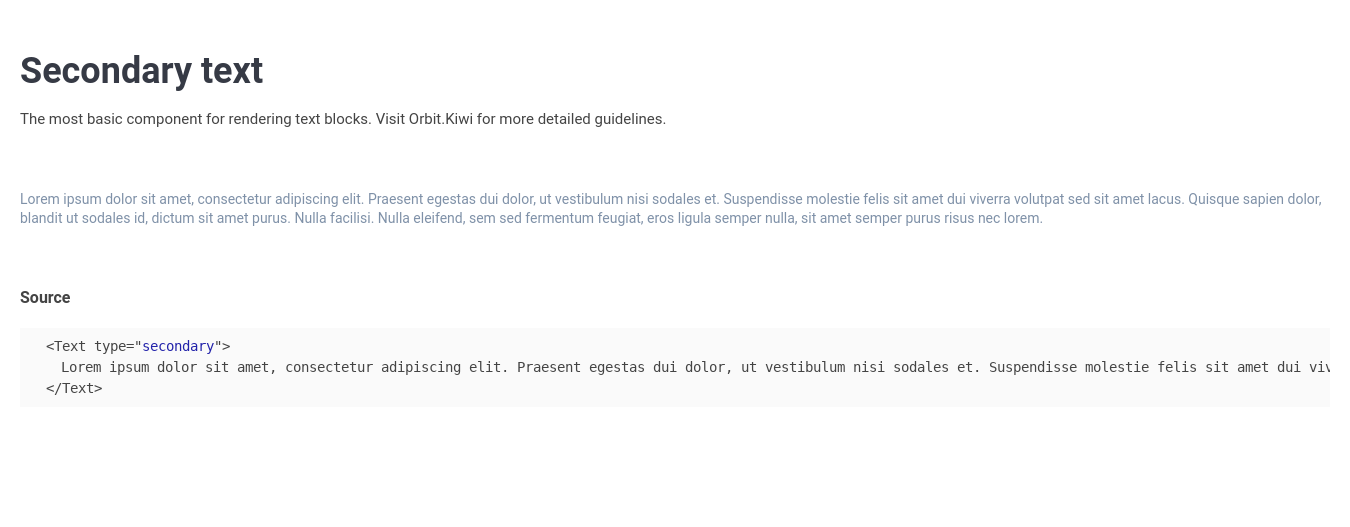 Secondary text
The most basic component for rendering text blocks. Visit Orbit.Kiwi for more detailed guidelines.
Lorem ipsum dolor sit amet, consectetur adipiscing elit. Praesent egestas dui dolor, ut vestibulum nisi sodales et. Suspendisse molestie felis sit amet dui viverra volutpat sed sit amet lacus. Quisque sapien dolor,
blandit ut sodales id, dictum sit amet purus. Nulla facilisi. Nulla eleifend, sem sed fermentum feugiat, eros ligula semper nulla, sit amet semper purus risus nec lorem.
Source
<Text type="secondary">
Lorem ipsum dolor sit amet, consectetur adipiscing elit. Praesent egestas dui dolor, ut vestibulum nisi sodales et. Suspendisse molestie felis sit amet dui viv
</Text>